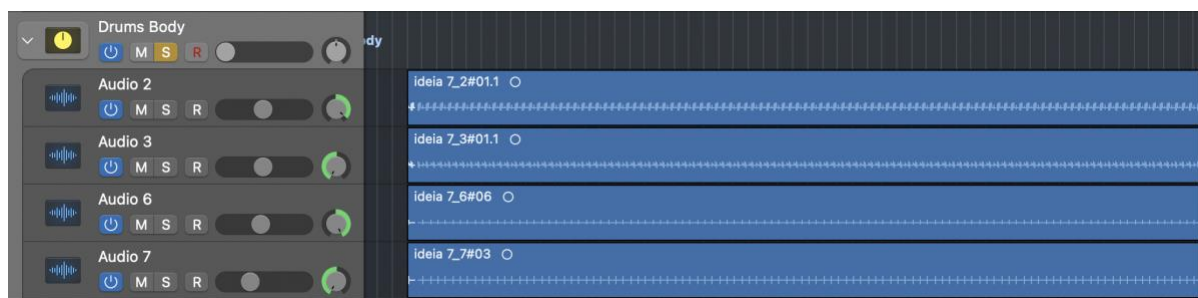 Drums Body
M S R
dy
Audio 2
M S R
ideia 7_2#01.1
Audio 3
M S R
ideia 7_3#01.1
Audio 6
M S R
ideia 7_6#06
Audio 7
M S R
ideia 7_7#03